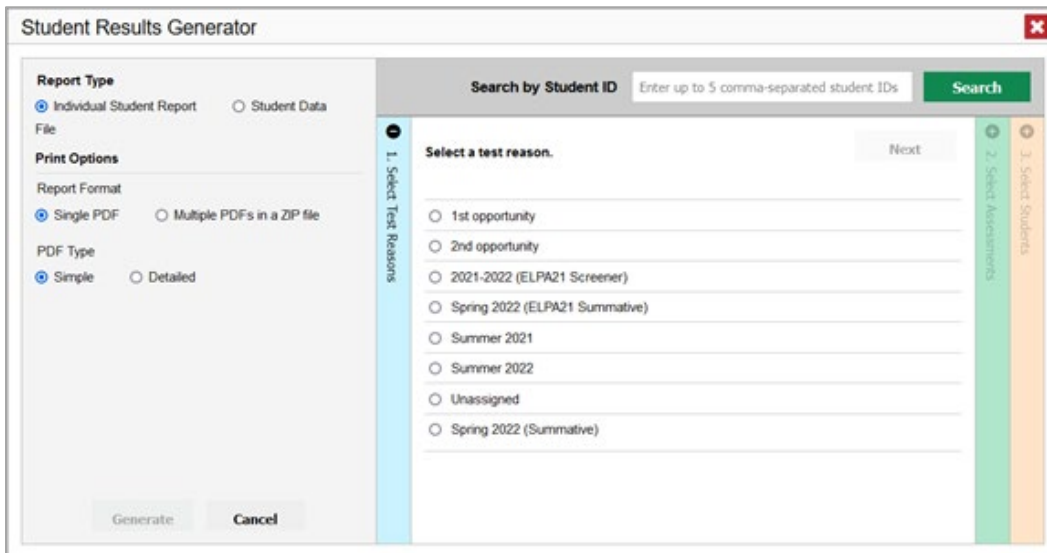 Student Results Generator
Report Type
Individual Student Report Student Data
File
Print Options
Report Format
Single PDF Multiple PDFs in a ZIP file
PDF Type
Simple Detailed
Generate Cancel
Search by Student ID Enter up to 5 comma-separated student IDs Search
1. Select Test Reasons
Select a test reason. Next
1st opportunity
2nd opportunity
2021-2022 (ELPA21 Screener)
Spring 2022 (ELPA21 Summative)
Summer 2021
Summer 2022
Unassigned
Spring 2022 (Summative)
2. Select Assessments
3. Select Students